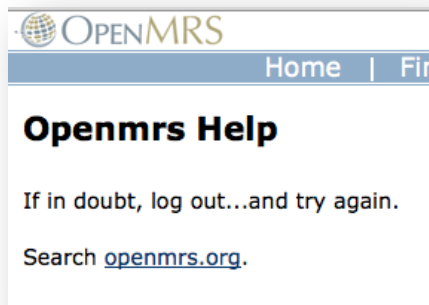 OPENMRS
Home |
Openmrs Help
If in doubt, log out...and try again.
Search openmrs.org.